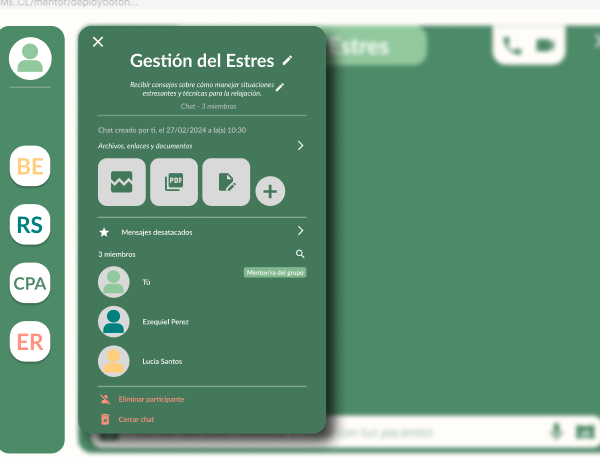 ME.CL/mentor/deployboton...
BE
RS
CPA
ER
Gestión del Estres
Recibir consejos sobre cómo manejar situaciones
estresantes y técnicas para la relajación.
Chat - 3 miembros
Chat creado por ti, el 27/02/2024 a la(s) 10:30
Archivos, enlaces y documentos
PDF
Mensajes desatacados
3 miembros
Mentor/ra del grupo
Tú
Ezequiel Perez
Lucia Santos
Eliminar participante
Cerrar chat
Estres
tus pacientes